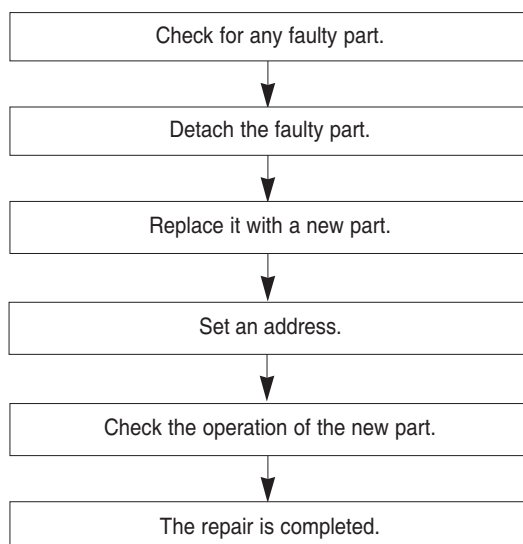 Check for any faulty part.
Detach the faulty part.
Replace it with a new part.
Set an address.
Check the operation of the new part.
The repair is completed.